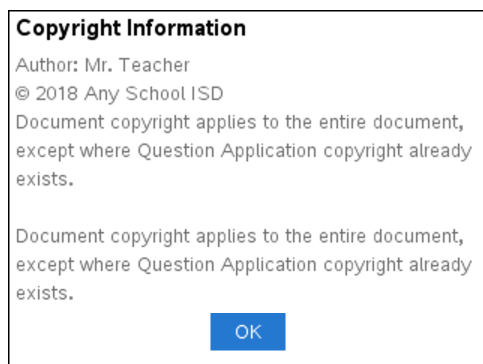 Copyright Information
Author: Mr. Teacher
© 2018 Any School ISD
Document copyright applies to the entire document,
except where Question Application copyright already
exists.
Document copyright applies to the entire document,
except where Question Application copyright already
exists.
OK